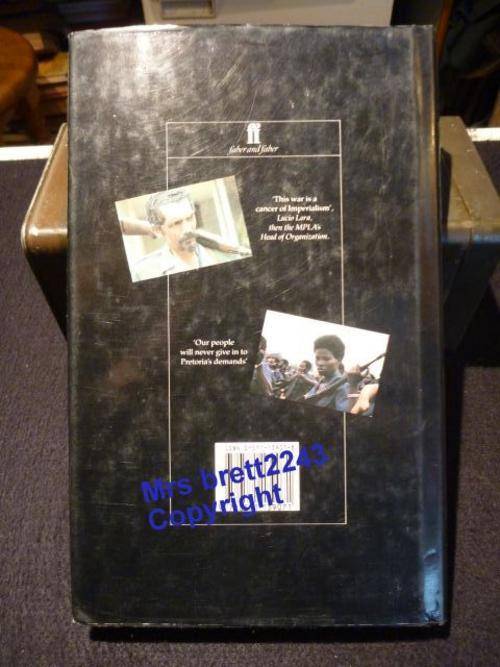 ff
faber and faber
'This war is a
cancer of Imperialism',
Lucio Lara,
then the MPLA's
Head of Organization.
'Our people
will never give in to
Pretoria's demands'
Mrs brett2243
Copyright